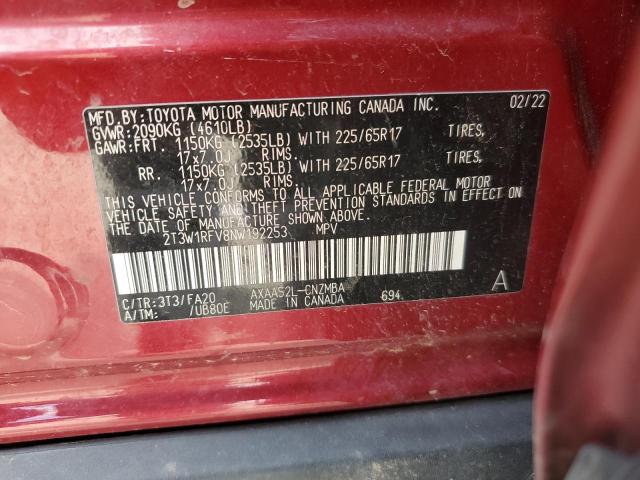 MFD.BY:TOYOTA MOTOR MANUFACTURING CANADA INC. 02/22
GVWR:2090KG (4610LB)
GAWR:FRT. 1150KG (2535LB) WITH 225/65R17 TIRES,
17x7.0J RIMS.
RR. 1150KG (2535LB) WITH 225/65R17 TIRES,
17x7.0J RIMS.
THIS VEHICLE CONFORMS TO ALL APPLICABLE FEDERAL MOTOR
VEHICLE SAFETY AND THEFT PREVENTION STANDARDS IN EFFECT
ON THE DATE OF MANUFACTURE SHOWN ABOVE.
2T3W1RFV8NW192253 MPV
C/TR:3T3/FA20 AXAA52L-CNZMBA 694
A/TM: /UB80E MADE IN CANADA A